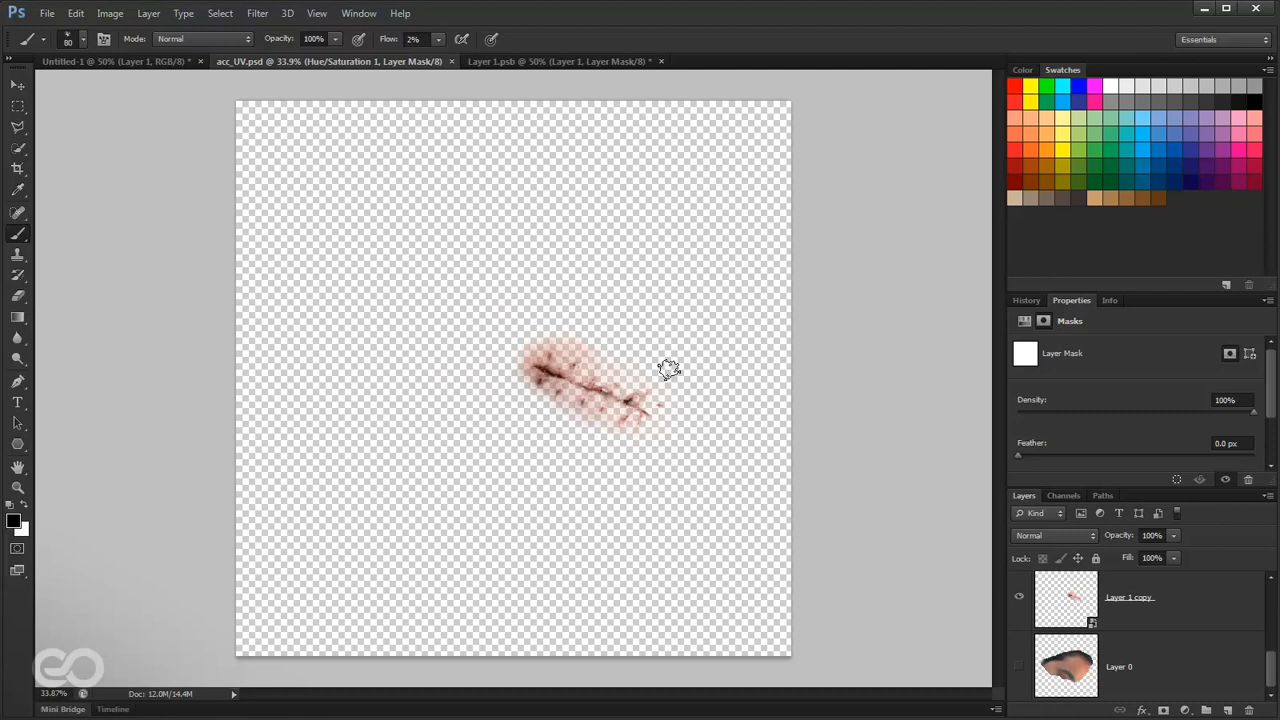 Ps File Edit Image Layer Type Select Filter 3D View Window Help
80 Mode: Normal Opacity: 100% Flow: 2% Essentials
Untitled-1 @ 50% (Layer 1, RGB/8) * × acc_UV.psd @ 33.9% (Hue/Saturation 1, Layer Mask/8) × Layer 1.psb @ 50% (Layer 1, Layer Mask/8) * ×
Color Swatches
History Properties Info
Masks
Layer Mask
Density: 100%
Feather: 0.0 px
Layers Channels Paths
Kind
Normal Opacity: 100%
Lock: Fill: 100%
Layer 1 copy
Layer 0
eo
33.87% Doc: 12.0M/14.4M
Mini Bridge Timeline